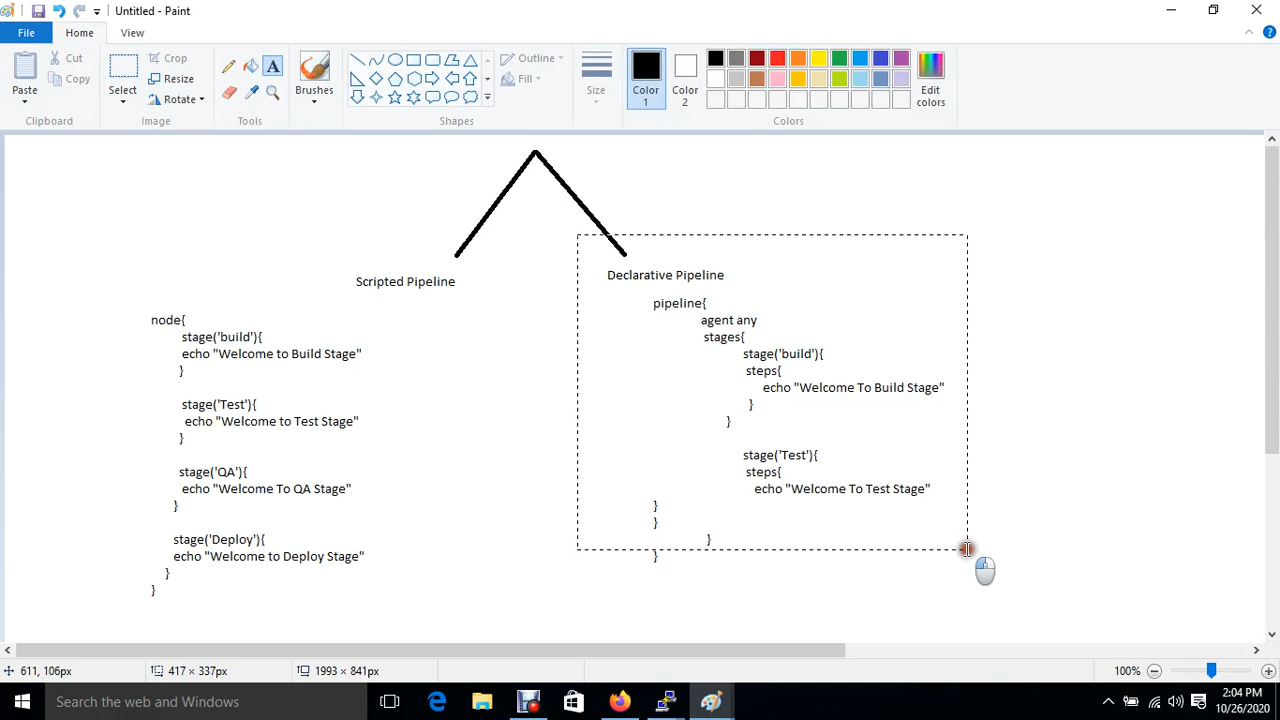 Untitled - Paint
File
Home
View
Paste
Cut
Copy
Clipboard
Select
Crop
Resize
Rotate
Image
A
Tools
Brushes
Outline
Fill
Shapes
Size
Color
1
Color
2
Edit
colors
Colors
Scripted Pipeline
node{
stage('build'){
echo "Welcome to Build Stage"
}
stage('Test'){
echo "Welcome to Test Stage"
}
stage('QA'){
echo "Welcome To QA Stage"
}
stage('Deploy'){
echo "Welcome to Deploy Stage"
}
}
Declarative Pipeline
pipeline{
agent any
stages{
stage('build'){
steps{
echo "Welcome To Build Stage"
}
}
stage('Test'){
steps{
echo "Welcome To Test Stage"
}
}
}
}
611, 106px
417 × 337px
1993 × 841px
100%
Search the web and Windows
2:04 PM
10/26/2020